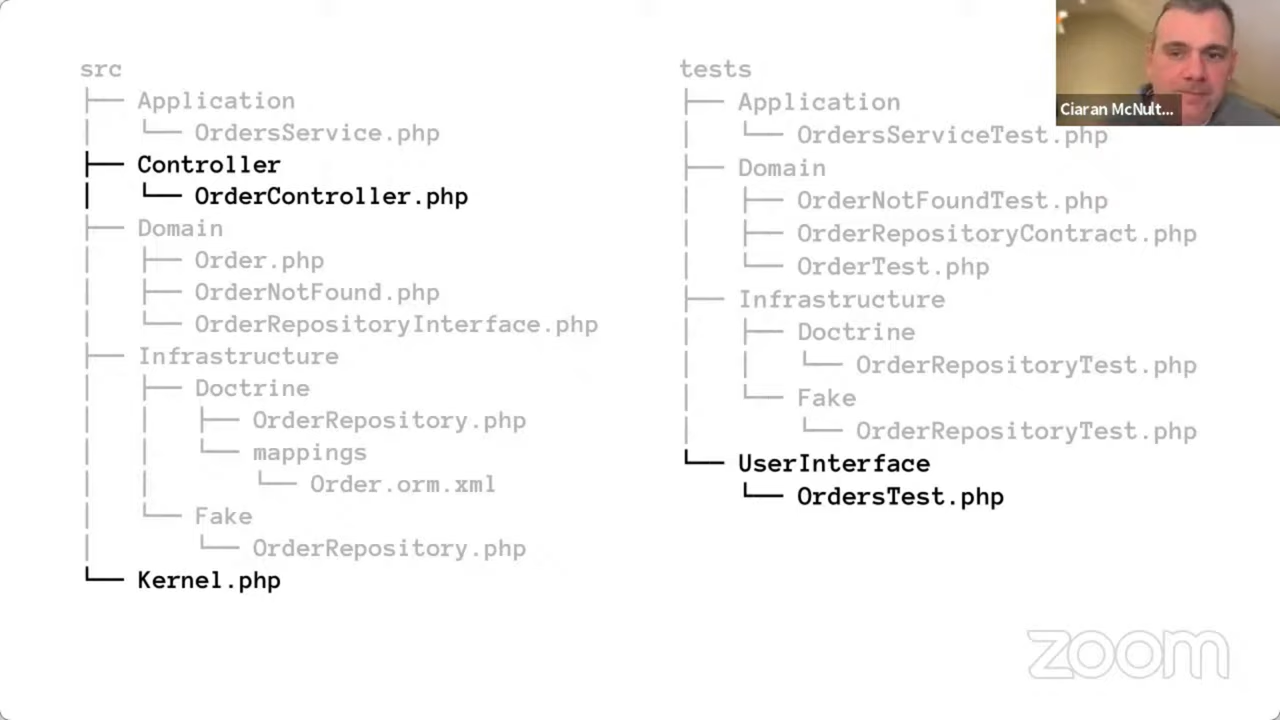 src
├── Application
│   └── OrdersService.php
├── Controller
│   └── OrderController.php
├── Domain
│   ├── Order.php
│   ├── OrderNotFound.php
│   └── OrderRepositoryInterface.php
├── Infrastructure
│   ├── Doctrine
│   │   ├── OrderRepository.php
│   │   └── mappings
│   │       └── Order.orm.xml
│   └── Fake
│       └── OrderRepository.php
└── Kernel.php
tests
├── Application
│   └── OrdersServiceTest.php
├── Domain
│   ├── OrderNotFoundTest.php
│   ├── OrderRepositoryContract.php
│   └── OrderTest.php
├── Infrastructure
│   ├── Doctrine
│   │   └── OrderRepositoryTest.php
│   └── Fake
│       └── OrderRepositoryTest.php
└── UserInterface
    └── OrdersTest.php
Ciaran McNult...
zoom